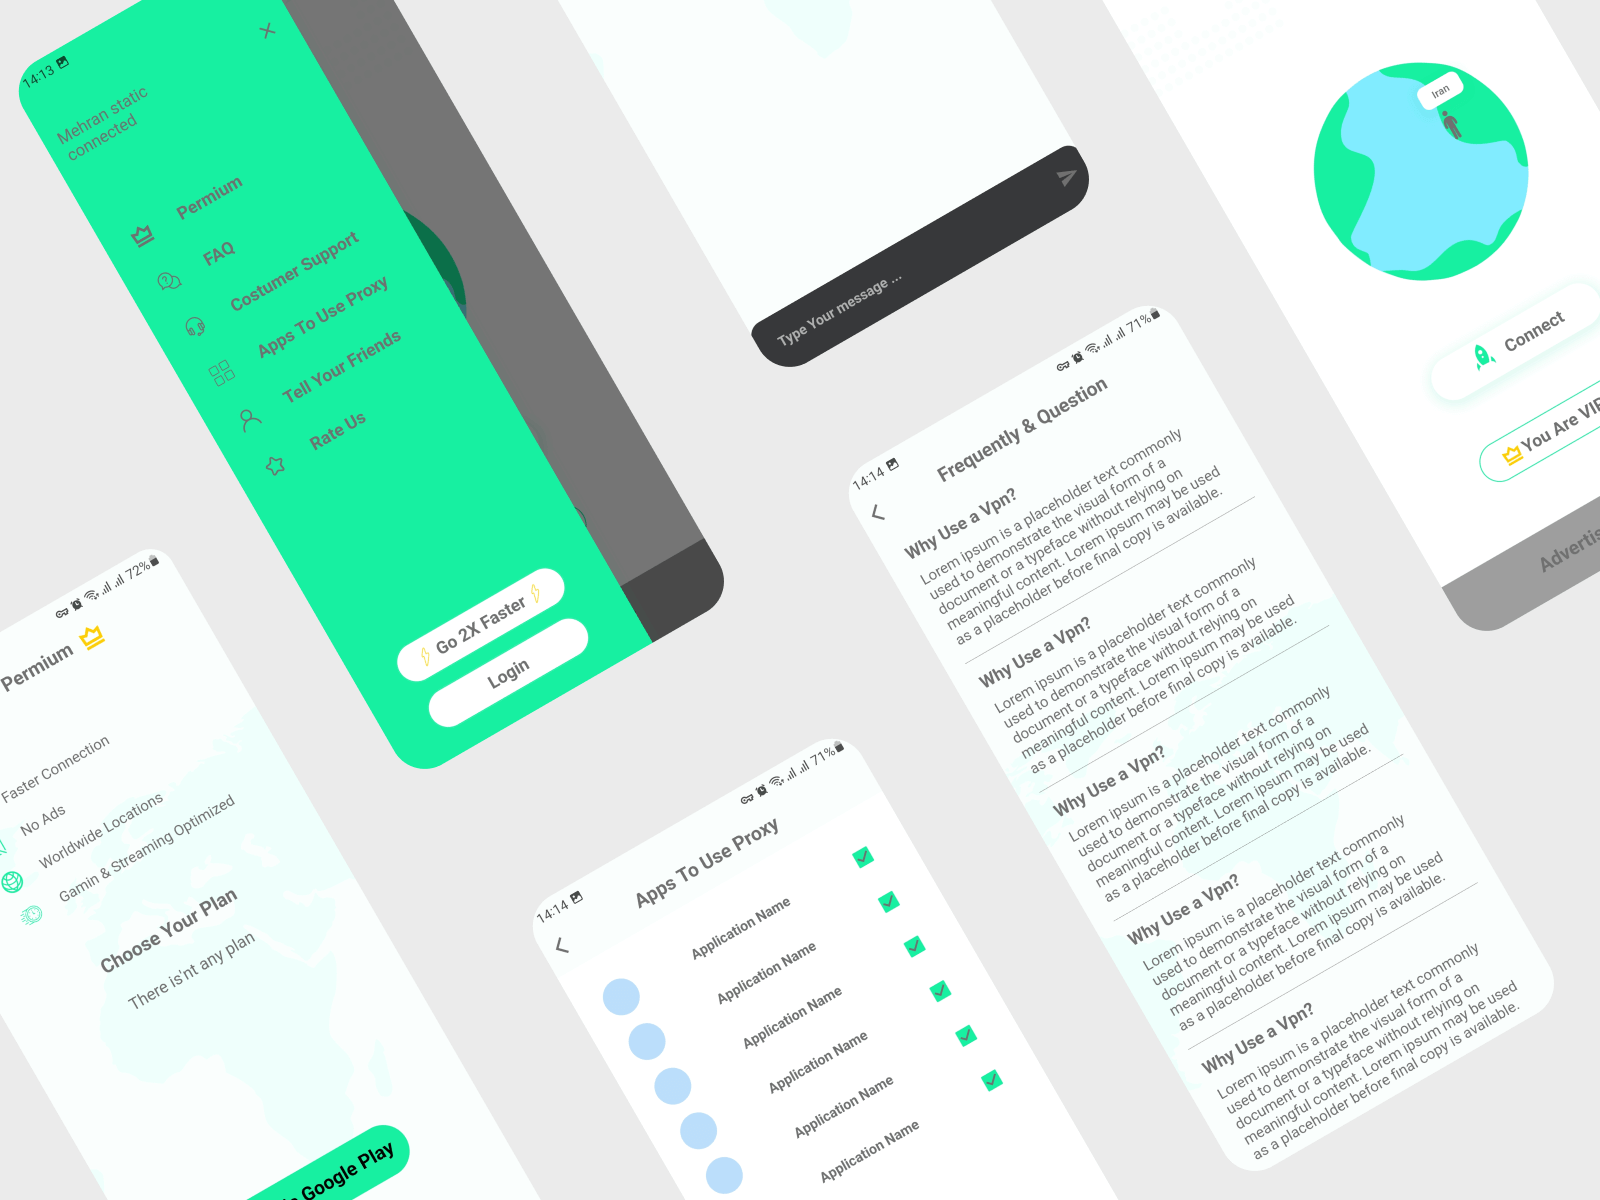 14:13
Mehran static
connected
Permium
FAQ
Costumer Support
Apps To Use Proxy
Tell Your Friends
Rate Us
Go 2X Faster
Login
Type Your message ...
Iran
Connect
You Are VIP
72%
Permium
Faster Connection
No Ads
Worldwide Locations
Gamin & Streaming Optimized
Choose Your Plan
There is'nt any plan
Google Play
14:14
71%
Apps To Use Proxy
Application Name
Application Name
Application Name
Application Name
Application Name
Application Name
14:14
71%
Frequently & Question
Why Use a Vpn?
Lorem ipsum is a placeholder text commonly
used to demonstrate the visual form of a
document or a typeface without relying on
meaningful content. Lorem ipsum may be used
as a placeholder before final copy is available.
Why Use a Vpn?
Lorem ipsum is a placeholder text commonly
used to demonstrate the visual form of a
document or a typeface without relying on
meaningful content. Lorem ipsum may be used
as a placeholder before final copy is available.
Why Use a Vpn?
Lorem ipsum is a placeholder text commonly
used to demonstrate the visual form of a
document or a typeface without relying on
meaningful content. Lorem ipsum may be used
as a placeholder before final copy is available.
Why Use a Vpn?
Lorem ipsum is a placeholder text commonly
used to demonstrate the visual form of a
document or a typeface without relying on
meaningful content. Lorem ipsum may be used
as a placeholder before final copy is available.
Why Use a Vpn?
Lorem ipsum is a placeholder text commonly
used to demonstrate the visual form of a
document or a typeface without relying on
meaningful content. Lorem ipsum may be used
as a placeholder before final copy is available.